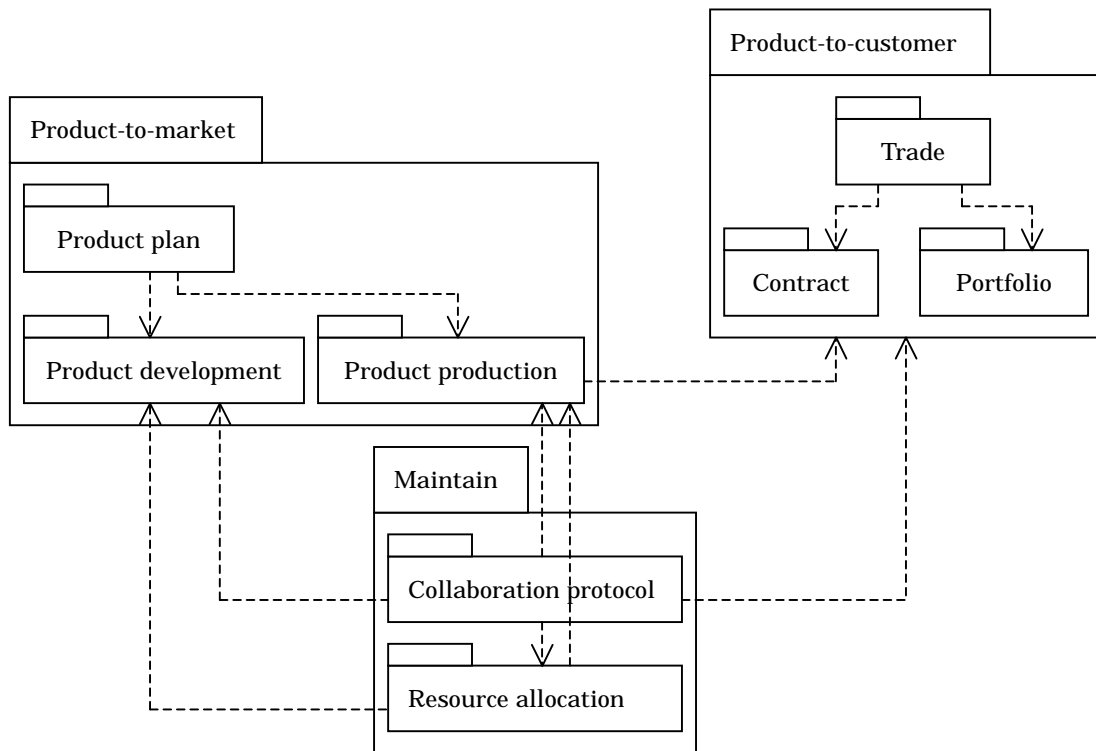 Product-to-customer
Trade
Contract
Portfolio
Product-to-market
Product plan
Product development
Product production
Maintain
Collaboration protocol
Resource allocation